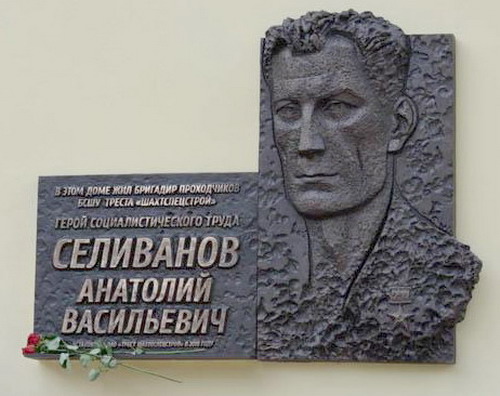 В ЭТОМ ДОМЕ ЖИЛ БРИГАДИР ПРОХОДЧИКОВ
БСШУ ТРЕСТА «ШАХТСПЕЦСТРОЙ»
ГЕРОЙ СОЦИАЛИСТИЧЕСКОГО ТРУДА
СЕЛИВАНОВ
АНАТОЛИЙ
ВАСИЛЬЕВИЧ